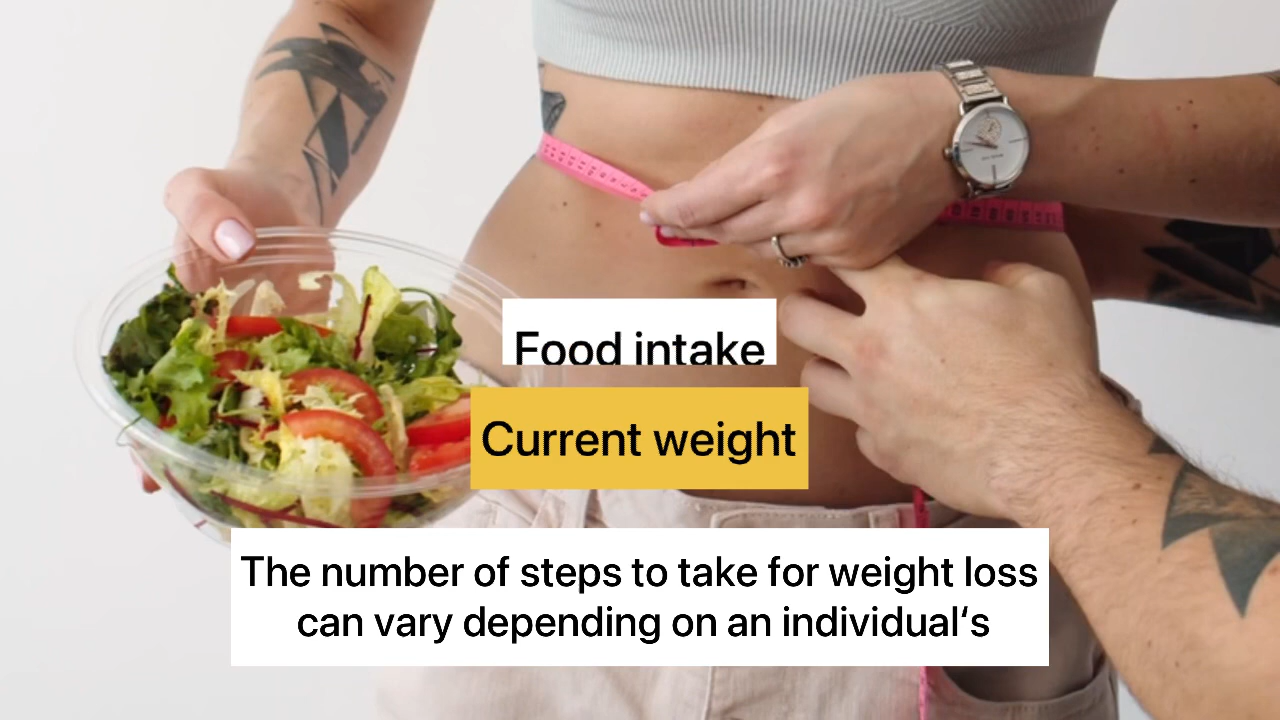 Food intake
Current weight
The number of steps to take for weight loss
can vary depending on an individual‘s